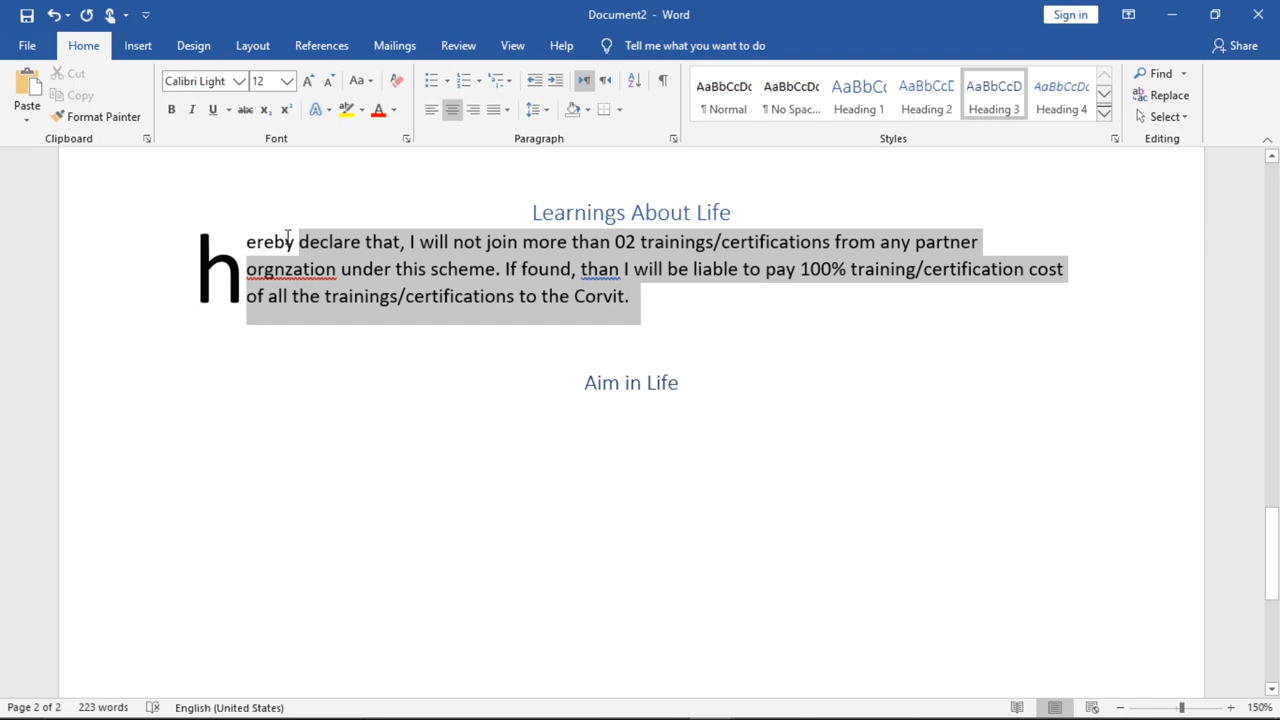 Document2 - Word
Sign in
File Home Insert Design Layout References Mailings Review View Help Tell me what you want to do Share
Paste
Cut
Copy
Format Painter
Clipboard
Calibri Light 12
Aa
B I U abc x₂ x² A A
Font
Paragraph
AaBbCcDc AaBbCcDc AaBbC( AaBbCcD AaBbCcD AaBbCcDc
¶ Normal ¶ No Spac... Heading 1 Heading 2 Heading 3 Heading 4
Styles
Find
Replace
Select
Editing
Learnings About Life
hereby declare that, I will not join more than 02 trainings/certifications from any partner
orgnzation under this scheme. If found, than I will be liable to pay 100% training/certification cost
of all the trainings/certifications to the Corvit.
Aim in Life
Page 2 of 2 223 words English (United States) 150%